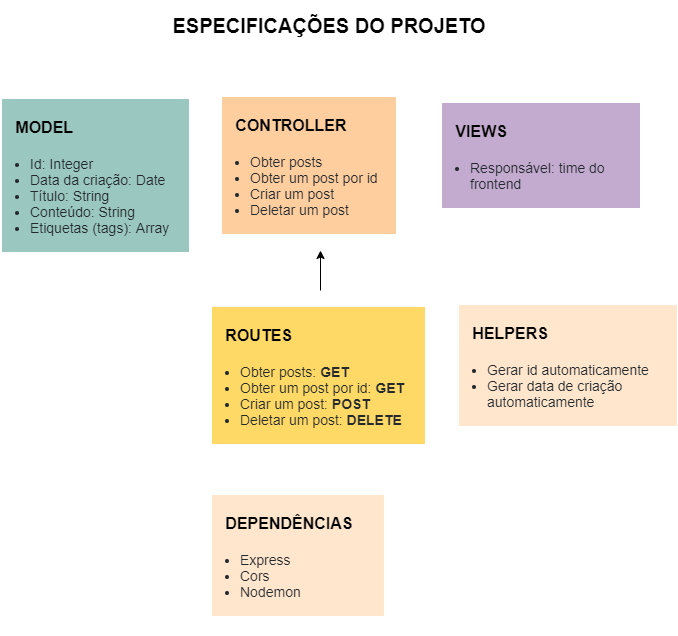 ESPECIFICAÇÕES DO PROJETO
MODEL
Id: Integer
Data da criação: Date
Título: String
Conteúdo: String
Etiquetas (tags): Array
CONTROLLER
Obter posts
Obter um post por id
Criar um post
Deletar um post
VIEWS
Responsável: time do
frontend
ROUTES
Obter posts: GET
Obter um post por id: GET
Criar um post: POST
Deletar um post: DELETE
HELPERS
Gerar id automaticamente
Gerar data de criação
automaticamente
DEPENDÊNCIAS
Express
Cors
Nodemon